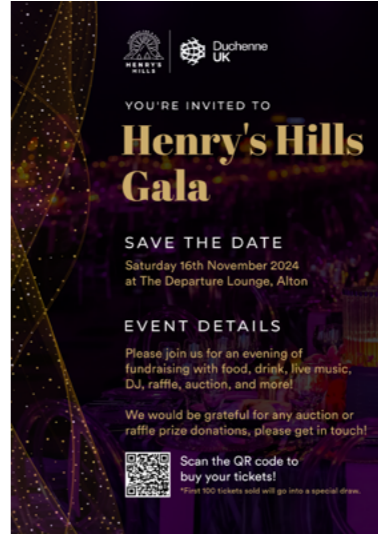 HENRY'S
HILLS
Duchenne
UK
YOU'RE INVITED TO
Henry's Hills
Gala
SAVE THE DATE
Saturday 16th November 2024
at The Departure Lounge, Alton
EVENT DETAILS
Please join us for an evening of
fundraising with food, drink, live music,
DJ, raffle, auction, and more!
We would be grateful for any auction or
raffle prize donations, please get in touch!
Scan the QR code to
buy your tickets!
*First 100 tickets sold will go into a special draw.